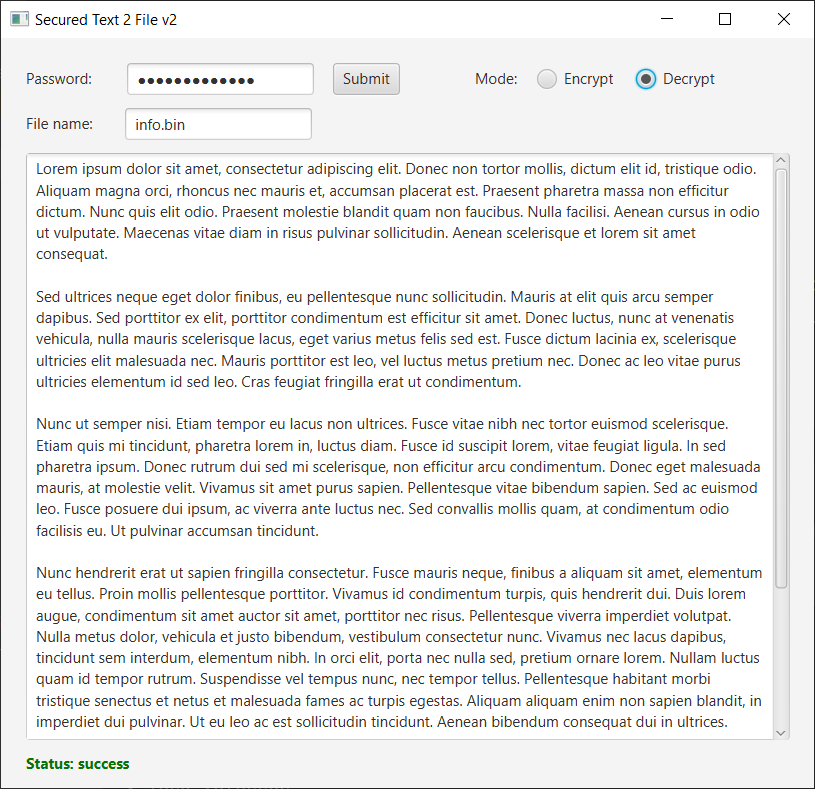 Secured Text 2 File v2
Password: ●●●●●●●●●●●●● Submit Mode: Encrypt Decrypt
File name: info.bin
Lorem ipsum dolor sit amet, consectetur adipiscing elit. Donec non tortor mollis, dictum elit id, tristique odio.
Aliquam magna orci, rhoncus nec mauris et, accumsan placerat est. Praesent pharetra massa non efficitur
dictum. Nunc quis elit odio. Praesent molestie blandit quam non faucibus. Nulla facilisi. Aenean cursus in odio
ut vulputate. Maecenas vitae diam in risus pulvinar sollicitudin. Aenean scelerisque et lorem sit amet
consequat.
Sed ultrices neque eget dolor finibus, eu pellentesque nunc sollicitudin. Mauris at elit quis arcu semper
dapibus. Sed porttitor ex elit, porttitor condimentum est efficitur sit amet. Donec luctus, nunc at venenatis
vehicula, nulla mauris scelerisque lacus, eget varius metus felis sed est. Fusce dictum lacinia ex, scelerisque
ultricies elit malesuada nec. Mauris porttitor est leo, vel luctus metus pretium nec. Donec ac leo vitae purus
ultricies elementum id sed leo. Cras feugiat fringilla erat ut condimentum.
Nunc ut semper nisi. Etiam tempor eu lacus non ultrices. Fusce vitae nibh nec tortor euismod scelerisque.
Etiam quis mi tincidunt, pharetra lorem in, luctus diam. Fusce id suscipit lorem, vitae feugiat ligula. In sed
pharetra ipsum. Donec rutrum dui sed mi scelerisque, non efficitur arcu condimentum. Donec eget malesuada
mauris, at molestie velit. Vivamus sit amet purus sapien. Pellentesque vitae bibendum sapien. Sed ac euismod
leo. Fusce posuere dui ipsum, ac viverra ante luctus nec. Sed convallis mollis quam, at condimentum odio
facilisis eu. Ut pulvinar accumsan tincidunt.
Nunc hendrerit erat ut sapien fringilla consectetur. Fusce mauris neque, finibus a aliquam sit amet, elementum
eu tellus. Proin mollis pellentesque porttitor. Vivamus id condimentum turpis, quis hendrerit dui. Duis lorem
augue, condimentum sit amet auctor sit amet, porttitor nec risus. Pellentesque viverra imperdiet volutpat.
Nulla metus dolor, vehicula et justo bibendum, vestibulum consectetur nunc. Vivamus nec lacus dapibus,
tincidunt sem interdum, elementum nibh. In orci elit, porta nec nulla sed, pretium ornare lorem. Nullam luctus
quam id tempor rutrum. Suspendisse vel tempus nunc, nec tempor tellus. Pellentesque habitant morbi
tristique senectus et netus et malesuada fames ac turpis egestas. Aliquam aliquam enim non sapien blandit, in
imperdiet dui pulvinar. Ut eu leo ac est sollicitudin tincidunt. Aenean bibendum consequat dui in ultrices.
Status: success